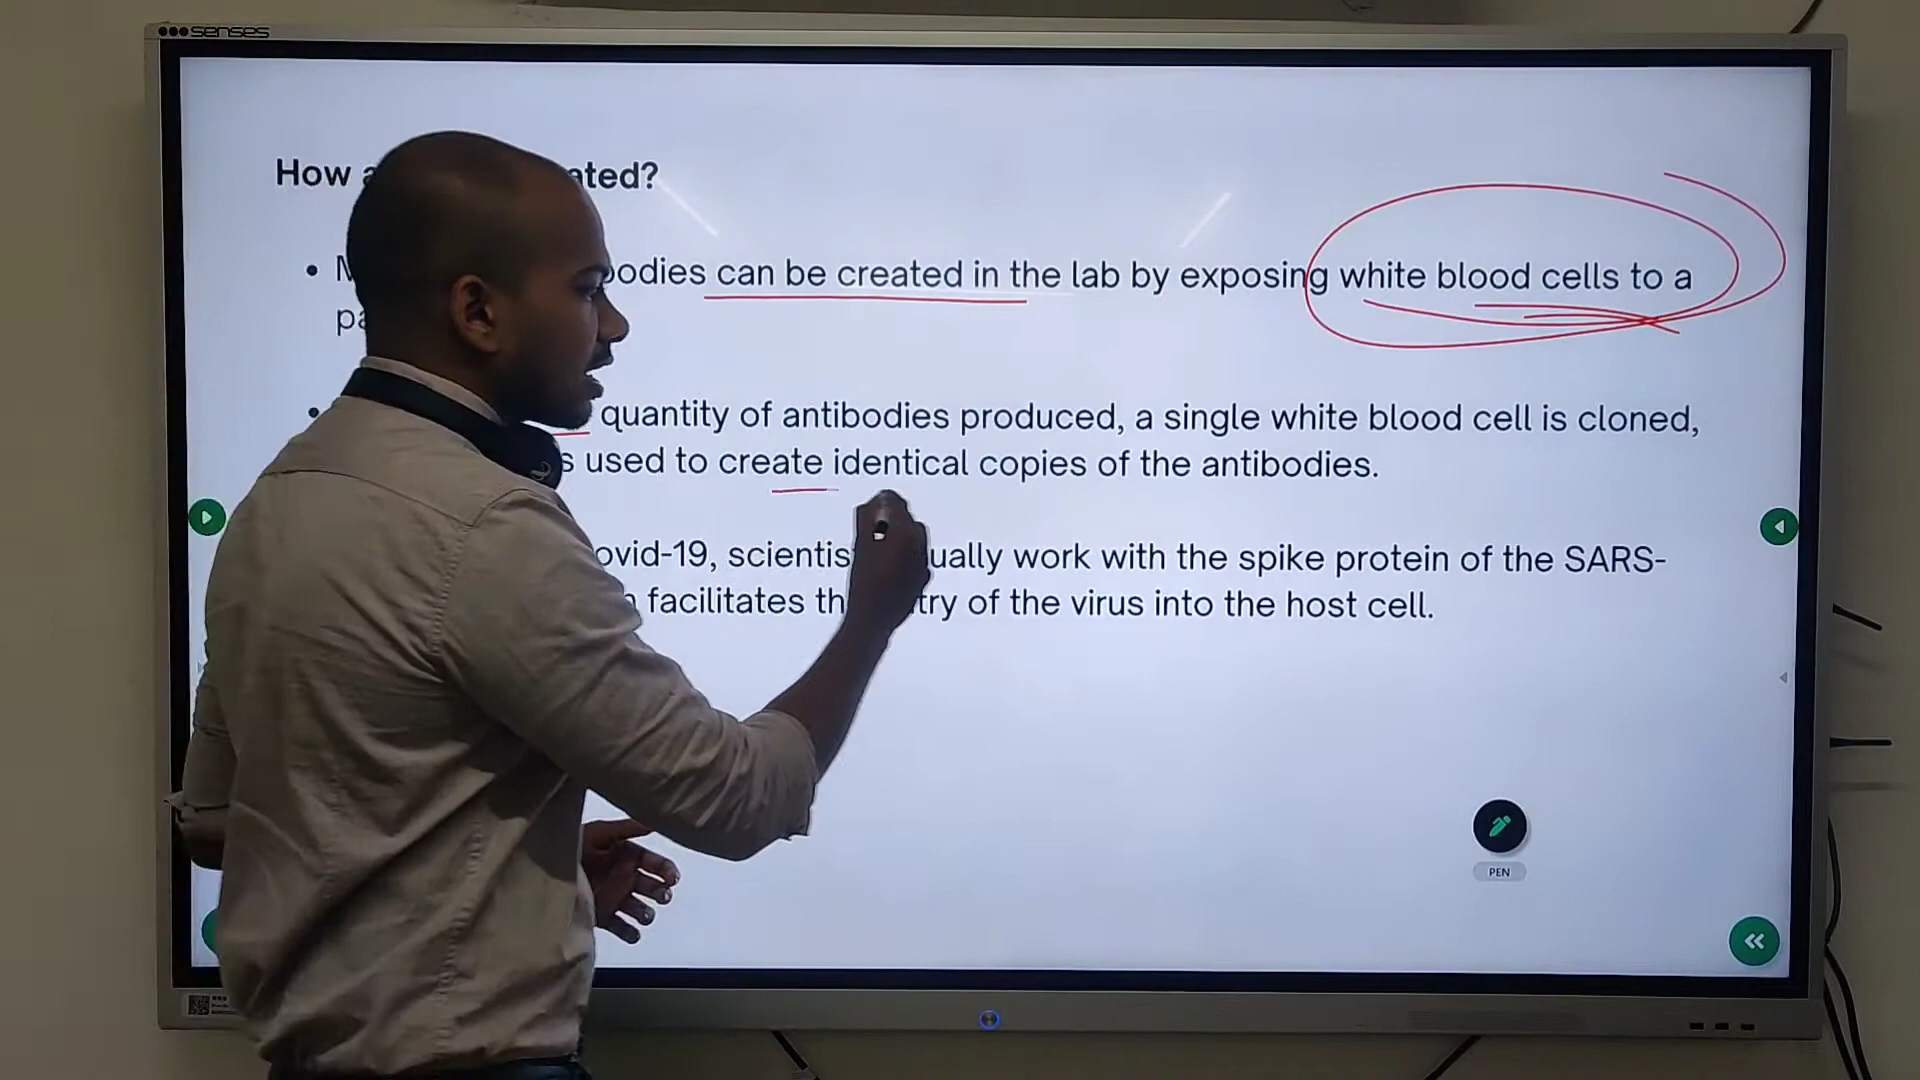 senses
How ated?
bodies can be created in the lab by exposing white blood cells to a
pa
quantity of antibodies produced, a single white blood cell is cloned,
s used to create identical copies of the antibodies.
ovid-19, scientis ually work with the spike protein of the SARS-
facilitates th try of the virus into the host cell.
PEN